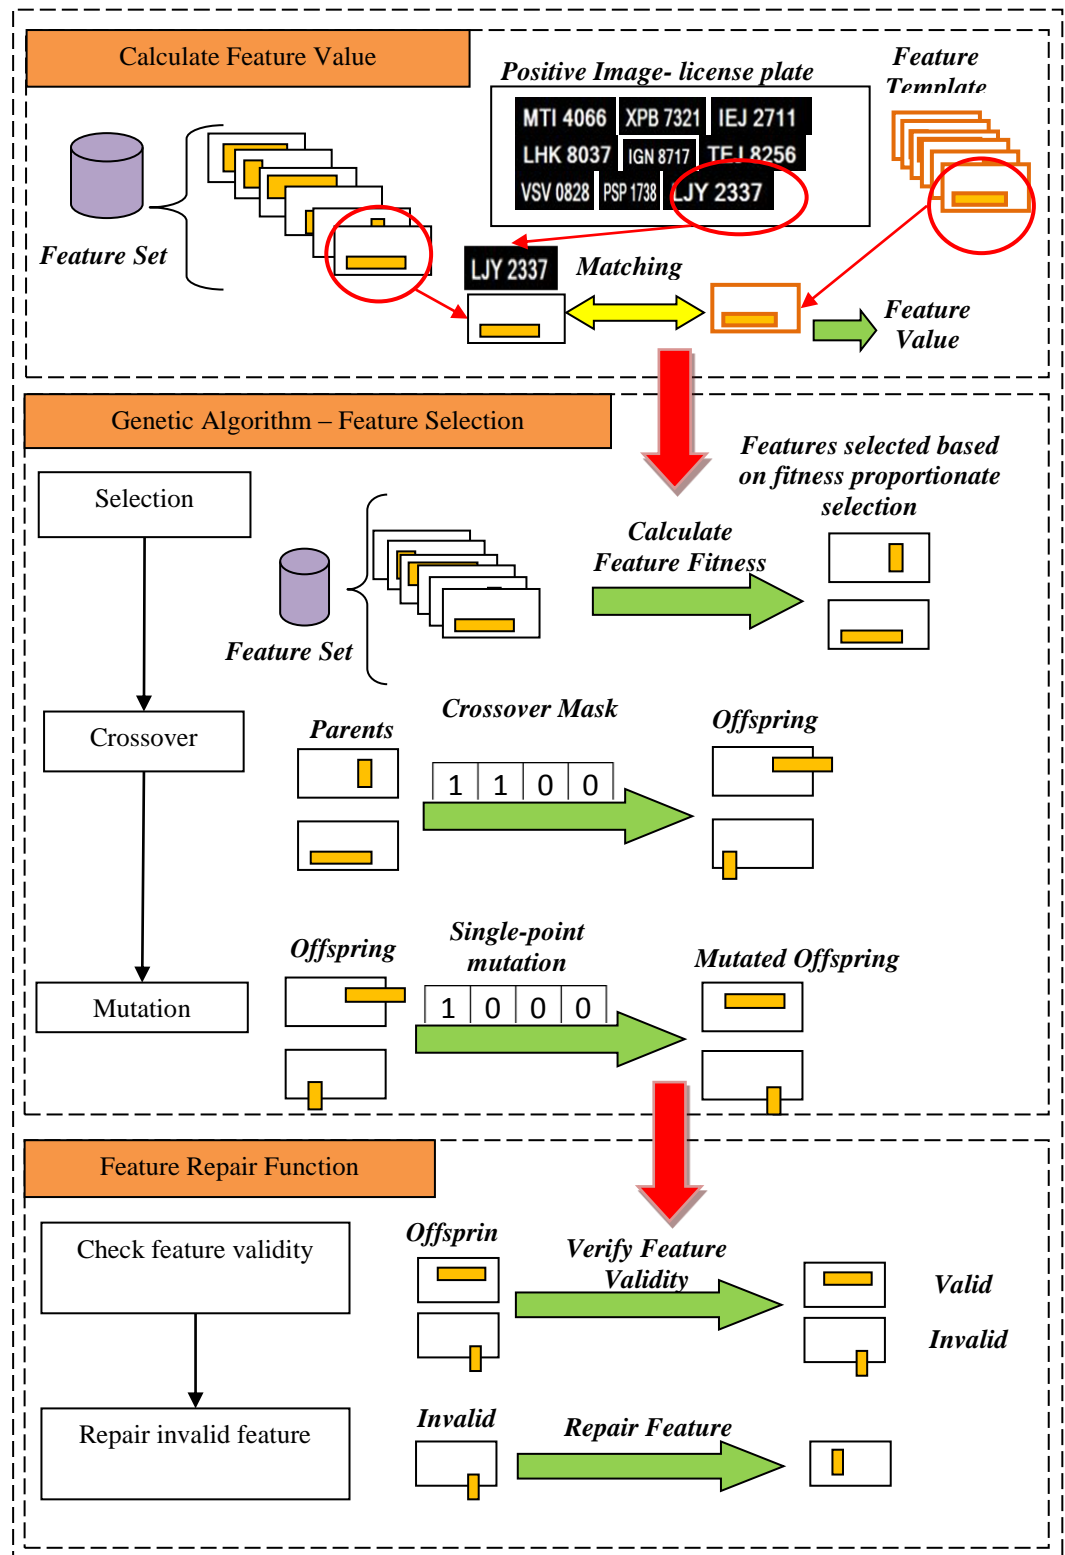 Calculate Feature Value
Positive Image- license plate
Feature
Template
MTI 4066 XPB 7321 IEJ 2711
LHK 8037 IGN 8717 TEJ 8256
VSV 0828 PSP 1738 LJY 2337
Feature Set
LJY 2337
Matching
Feature
Value
Genetic Algorithm – Feature Selection
Features selected based
on fitness proportionate
selection
Selection
Calculate
Feature Fitness
Feature Set
Crossover
Parents
Crossover Mask
Offspring
1 1 0 0
Offspring
Single-point
mutation
Mutated Offspring
Mutation
1 0 0 0
Feature Repair Function
Check feature validity
Offsprin
Verify Feature
Validity
Valid
Invalid
Repair invalid feature
Invalid
Repair Feature